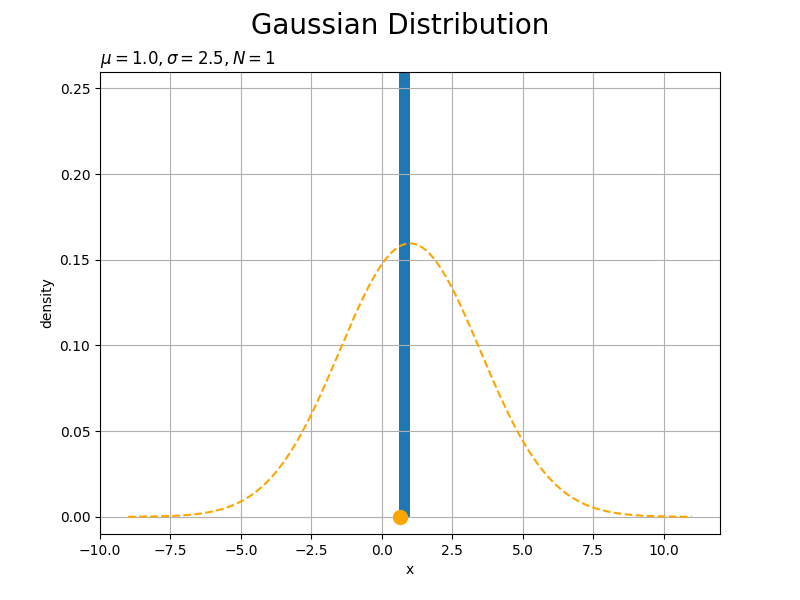 Gaussian Distribution
μ = 1.0, σ = 2.5, N = 1
0.25
0.20
0.15
density
0.10
0.05
0.00
−10.0 −7.5 −5.0 −2.5 0.0 2.5 5.0 7.5 10.0
x